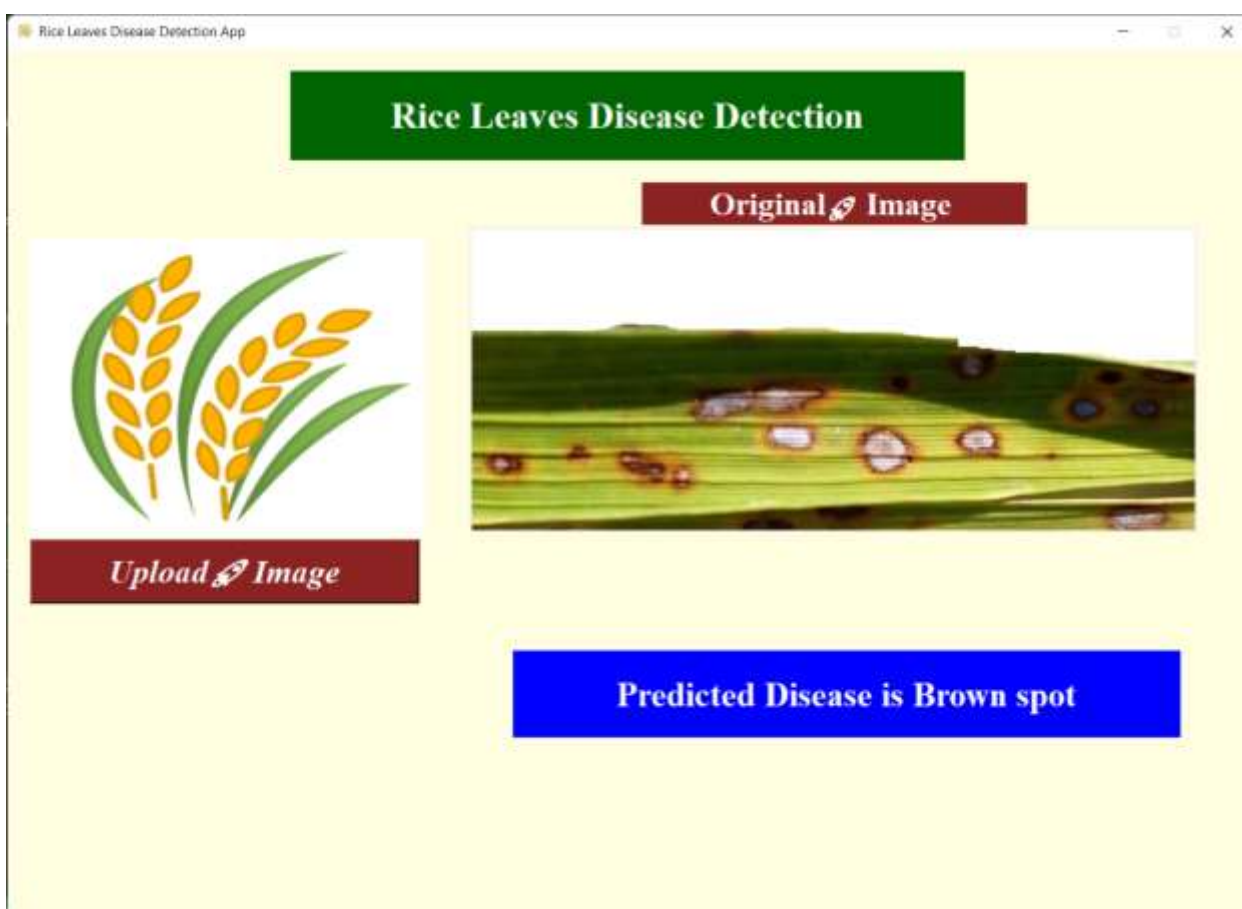 Rice Leaves Disease Detection App
Rice Leaves Disease Detection
Original🚀 Image
Upload🚀 Image
Predicted Disease is Brown spot